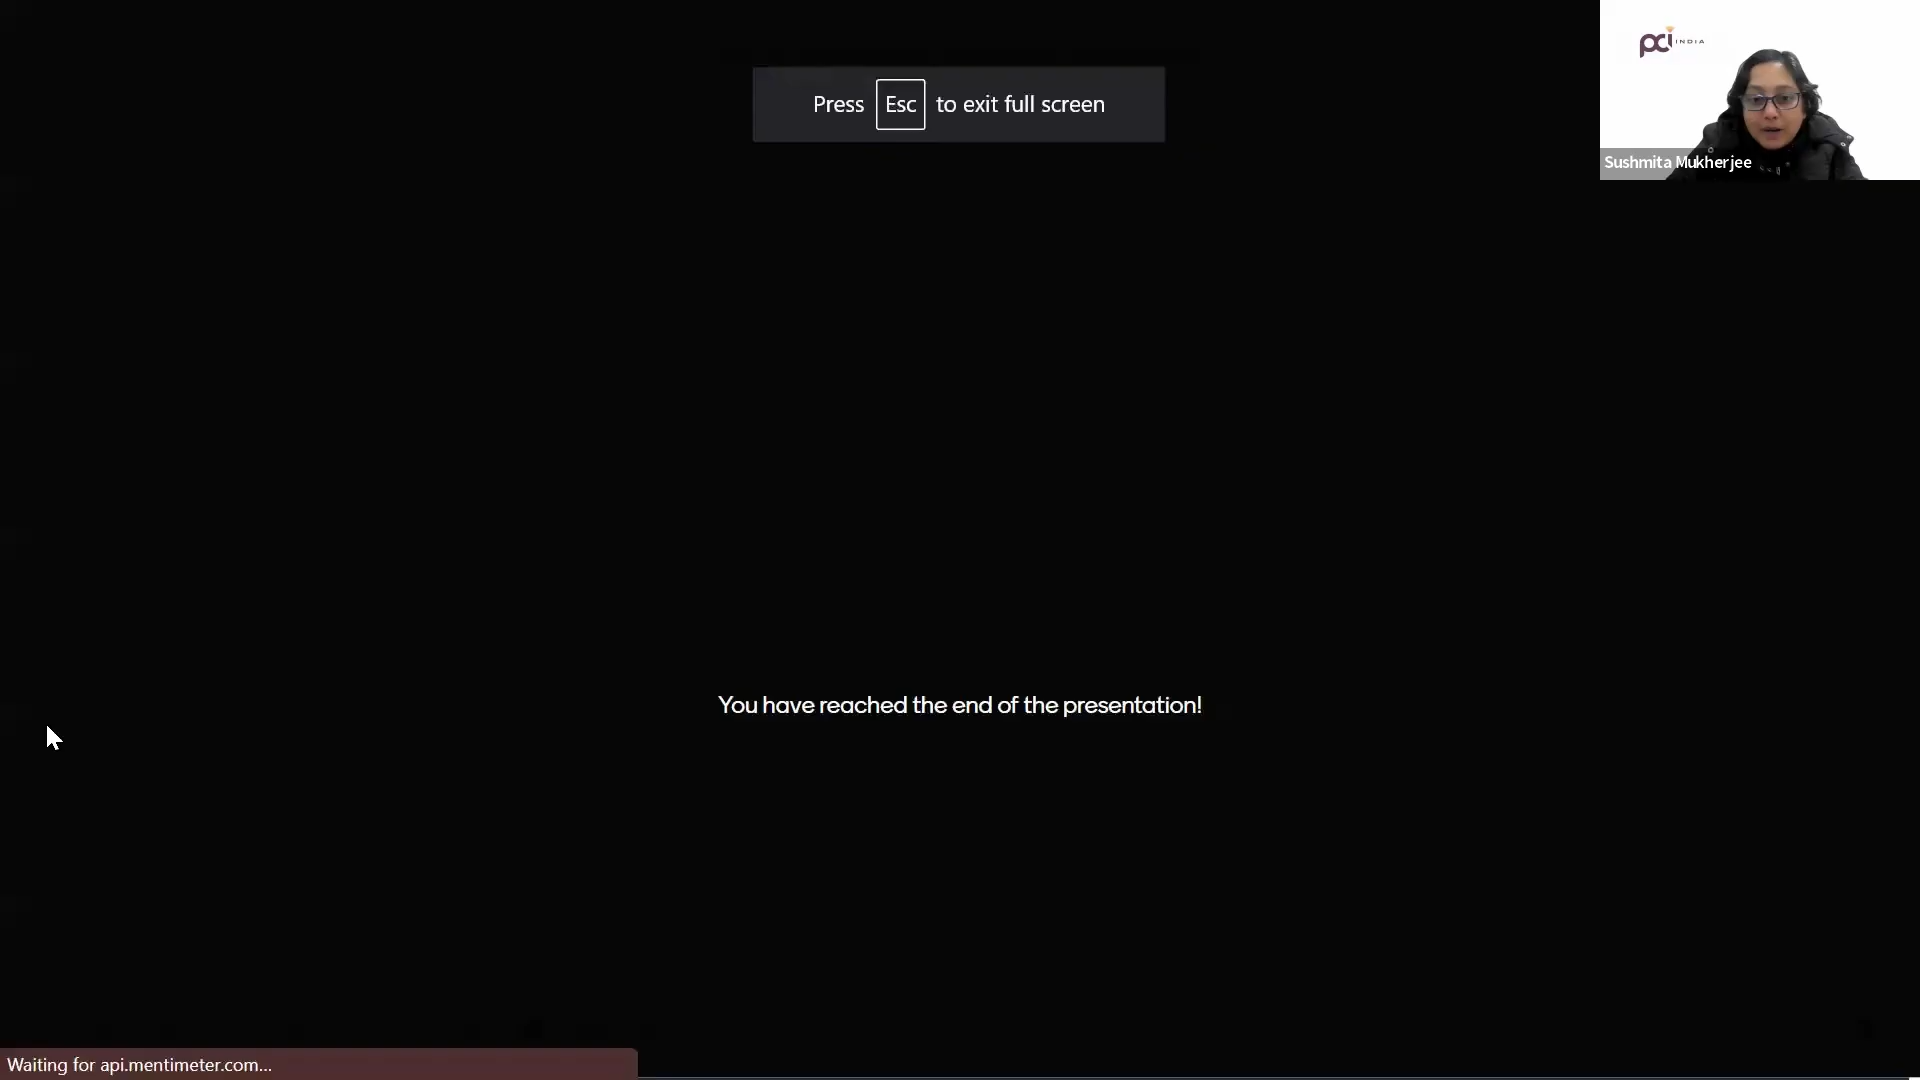 pci INDIA
Press Esc to exit full screen
Sushmita Mukherjee
You have reached the end of the presentation!
Waiting for api.mentimeter.com...